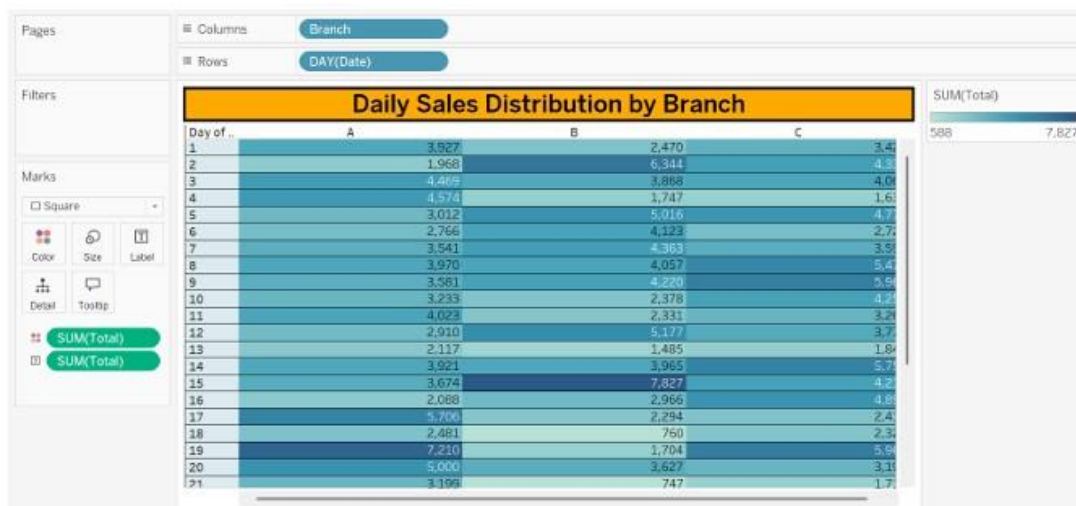 Pages
Columns Branch
Rows DAY(Date)
Filters
Daily Sales Distribution by Branch
SUM(Total)
588 7,827
Day of .. A B C
1 3,927 2,470
2 1,968 6,344
3 4,469 3,868
4 4,574 1,747
5 3,012 5,016
6 2,766 4,123
7 3,541 4,363
8 3,970 4,057
9 3,561 4,220
10 3,233 2,378
11 4,023 2,331
12 2,910 5,177
13 2,117 1,485
14 3,921 3,965
15 3,674 7,827
16 2,088 2,966
17 5,706 2,294
18 2,481 760
19 7,210 1,704
20 5,000 3,627
21 3,199 747
Marks
Square
Color Size Label
Detail Tooltip
SUM(Total)
SUM(Total)